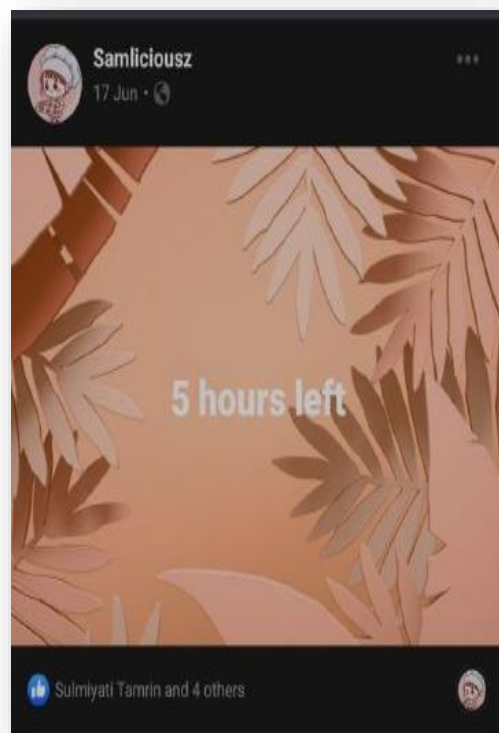 Samliciousz
17 Jun ·
5 hours left
Sulmiyati Tamrin and 4 others